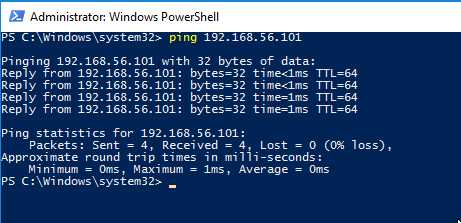 Administrator: Windows PowerShell
PS C:\Windows\system32> ping 192.168.56.101
Pinging 192.168.56.101 with 32 bytes of data:
Reply from 192.168.56.101: bytes=32 time<1ms TTL=64
Reply from 192.168.56.101: bytes=32 time<1ms TTL=64
Reply from 192.168.56.101: bytes=32 time<1ms TTL=64
Reply from 192.168.56.101: bytes=32 time=1ms TTL=64
Ping statistics for 192.168.56.101:
Packets: Sent = 4, Received = 4, Lost = 0 (0% loss),
Approximate round trip times in milli-seconds:
Minimum = 0ms, Maximum = 1ms, Average = 0ms
PS C:\Windows\system32> _